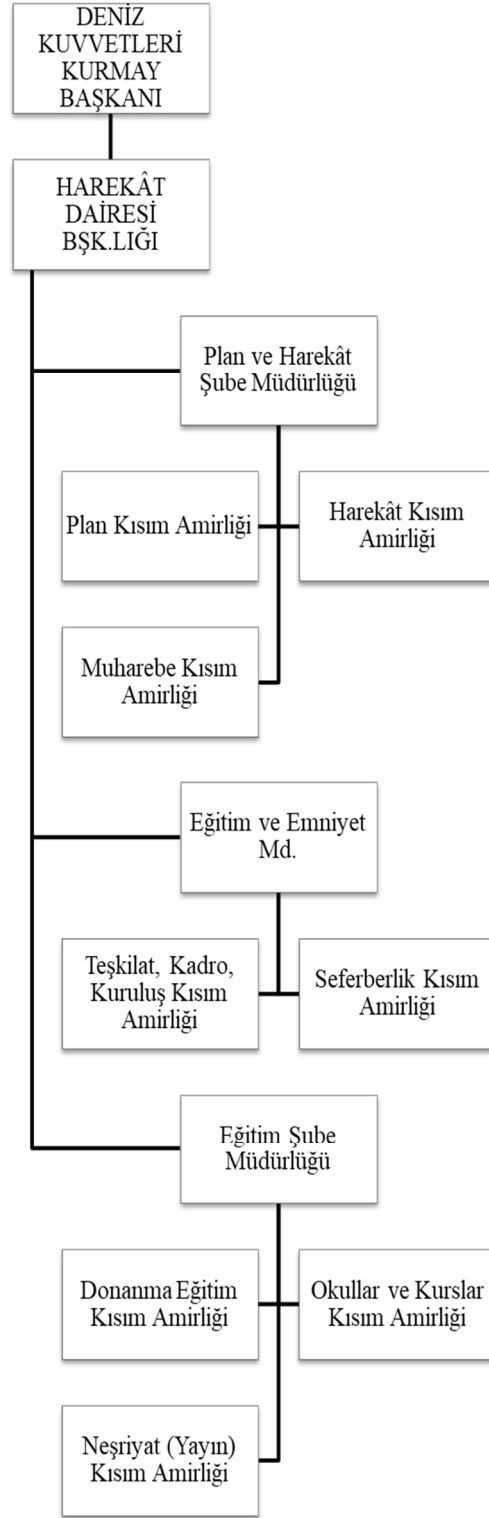 DENİZ
KUVVETLERİ
KURMAY
BAŞKANI
HAREKÂT
DAİRESİ
BŞK.LIĞI
Plan ve Harekât
Şube Müdürlüğü
Plan Kısım Amirliği
Harekât Kısım
Amirliği
Muharebe Kısım
Amirliği
Eğitim ve Emniyet
Md.
Teşkilat, Kadro,
Kuruluş Kısım
Amirliği
Seferberlik Kısım
Amirliği
Eğitim Şube
Müdürlüğü
Donanma Eğitim
Kısım Amirliği
Okullar ve Kurslar
Kısım Amirliği
Neşriyat (Yayın)
Kısım Amirliği